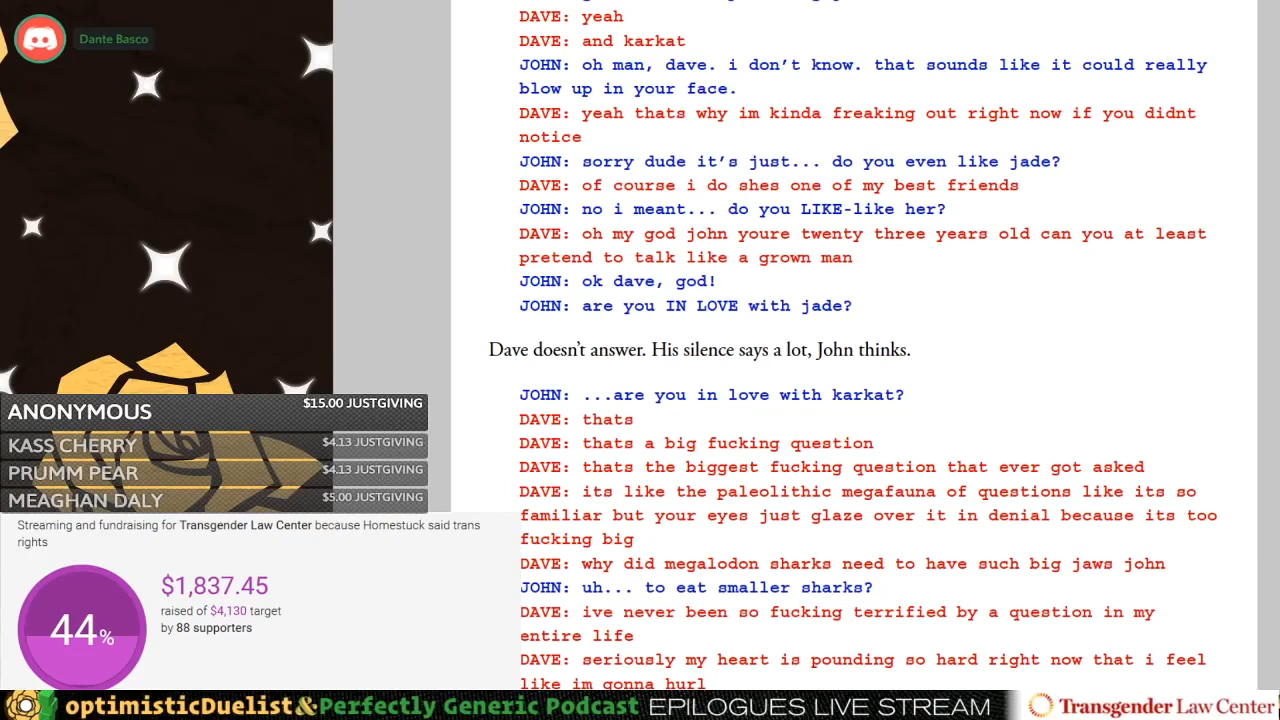 Dante Basco
DAVE: yeah
DAVE: and karkat
JOHN: oh man, dave. i don’t know. that sounds like it could really
blow up in your face.
DAVE: yeah thats why im kinda freaking out right now if you didnt
notice
JOHN: sorry dude it’s just... do you even like jade?
DAVE: of course i do shes one of my best friends
JOHN: no i meant... do you LIKE-like her?
DAVE: oh my god john youre twenty three years old can you at least
pretend to talk like a grown man
JOHN: ok dave, god!
JOHN: are you IN LOVE with jade?
Dave doesn’t answer. His silence says a lot, John thinks.
JOHN: ...are you in love with karkat?
DAVE: thats
DAVE: thats a big fucking question
DAVE: thats the biggest fucking question that ever got asked
DAVE: its like the paleolithic megafauna of questions like its so
familiar but your eyes just glaze over it in denial because its too
fucking big
DAVE: why did megalodon sharks need to have such big jaws john
JOHN: uh... to eat smaller sharks?
DAVE: ive never been so fucking terrified by a question in my
entire life
DAVE: seriously my heart is pounding so hard right now that i feel
like im gonna hurl
ANONYMOUS $15.00 JUSTGIVING
KASS CHERRY $4.13 JUSTGIVING
PRUMM PEAR $4.13 JUSTGIVING
MEAGHAN DALY $5.00 JUSTGIVING
Streaming and fundraising for Transgender Law Center because Homestuck said trans
rights
44%
$1,837.45
raised of $4,130 target
by 88 supporters
optimisticDuelist&Perfectly Generic Podcast EPILOGUES LIVE STREAM
Transgender Law Center